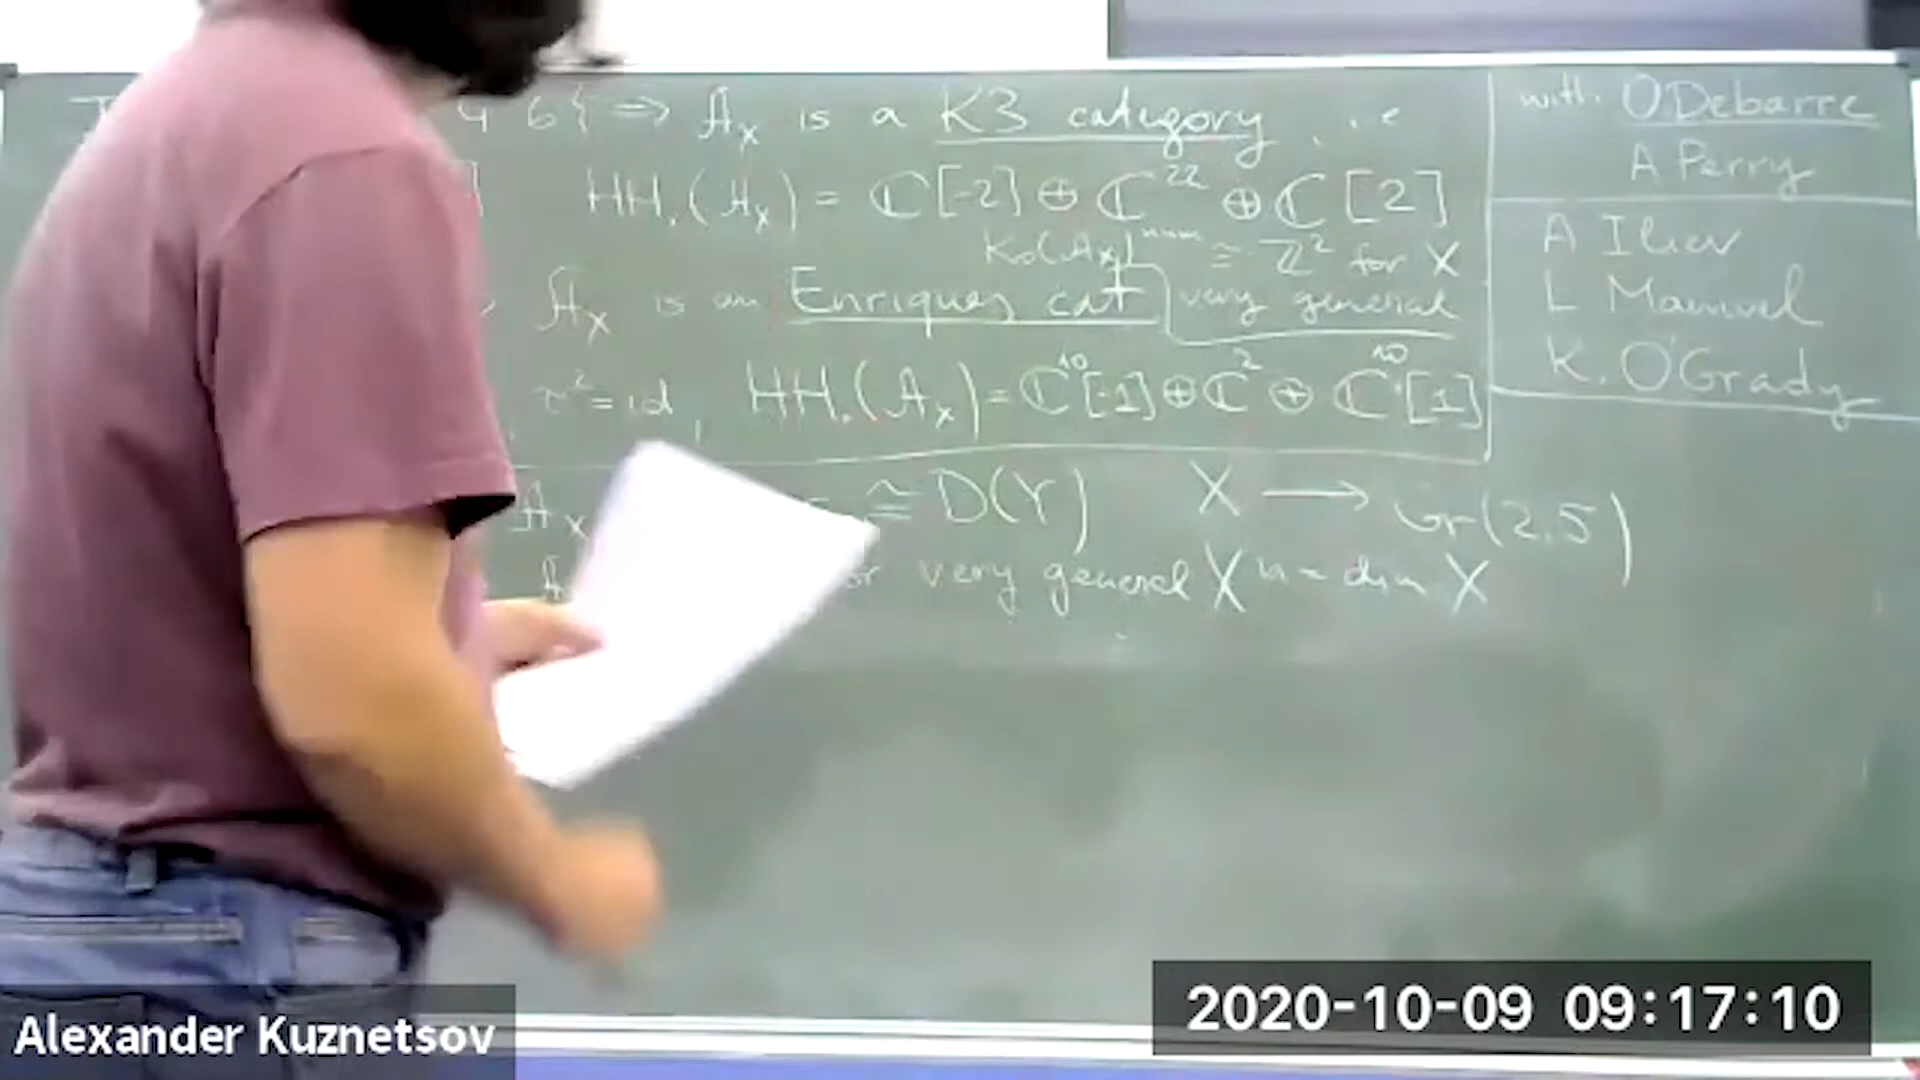 4 6} => A_X is a K3 category, i.e
HH.(A_X) = ℂ[-2] ⊕ ℂ^22 ⊕ ℂ[2]
K_0(A_X)^num ≅ ℤ^2 for X
very general
A_X is an Enriques cat
τ^2 = id, HH.(A_X) = ℂ^10[-1] ⊕ ℂ^2 ⊕ ℂ^10[1]
A_X ≅ D(Y) X → Gr(2,5)
very general X n = dim X
with O Debarre
A Perry
A Iliev
L Manivel
K. O'Grady
2020-10-09 09:17:10
Alexander Kuznetsov